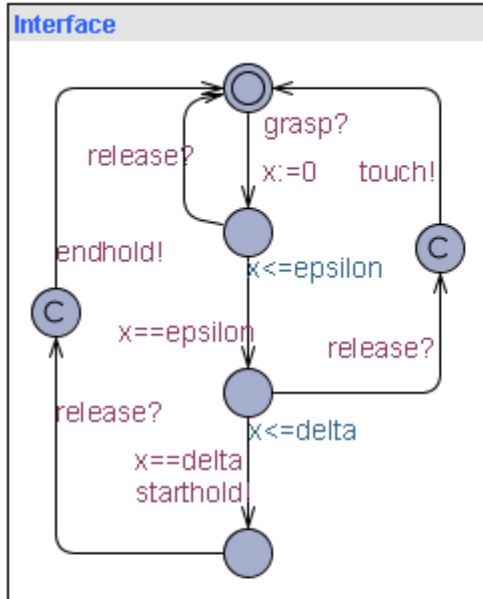 Interface
grasp?
release?
x:=0
touch!
endhold!
C
x<=epsilon
C
x==epsilon
release?
release?
x<=delta
x==delta
starthold!